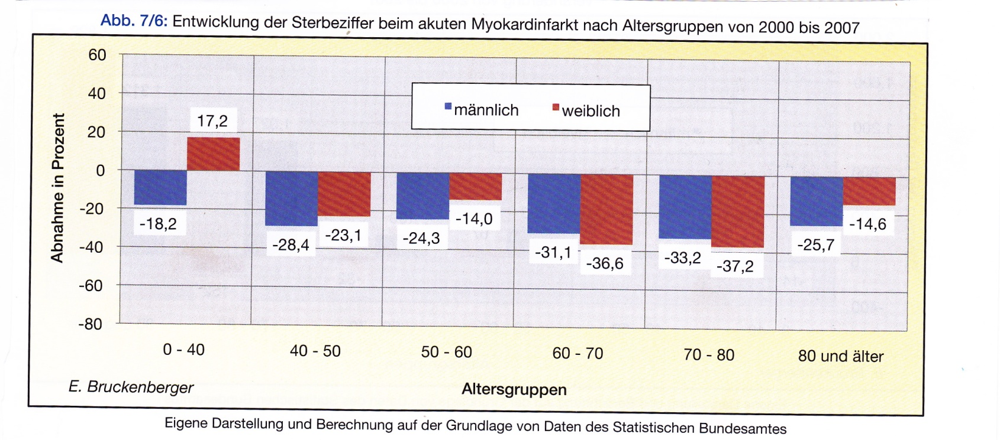 Abb. 7/6: Entwicklung der Sterbeziffer beim akuten Myokardinfarkt nach Altersgruppen von 2000 bis 2007
60
40
20
0
-20
-40
-60
-80
Abnahme in Prozent
männlich weiblich
17,2
-18,2
-28,4
-23,1
-24,3
-14,0
-31,1
-36,6
-33,2
-37,2
-25,7
-14,6
0 - 40 40 - 50 50 - 60 60 - 70 70 - 80 80 und älter
E. Bruckenberger
Altersgruppen
Eigene Darstellung und Berechnung auf der Grundlage von Daten des Statistischen Bundesamtes